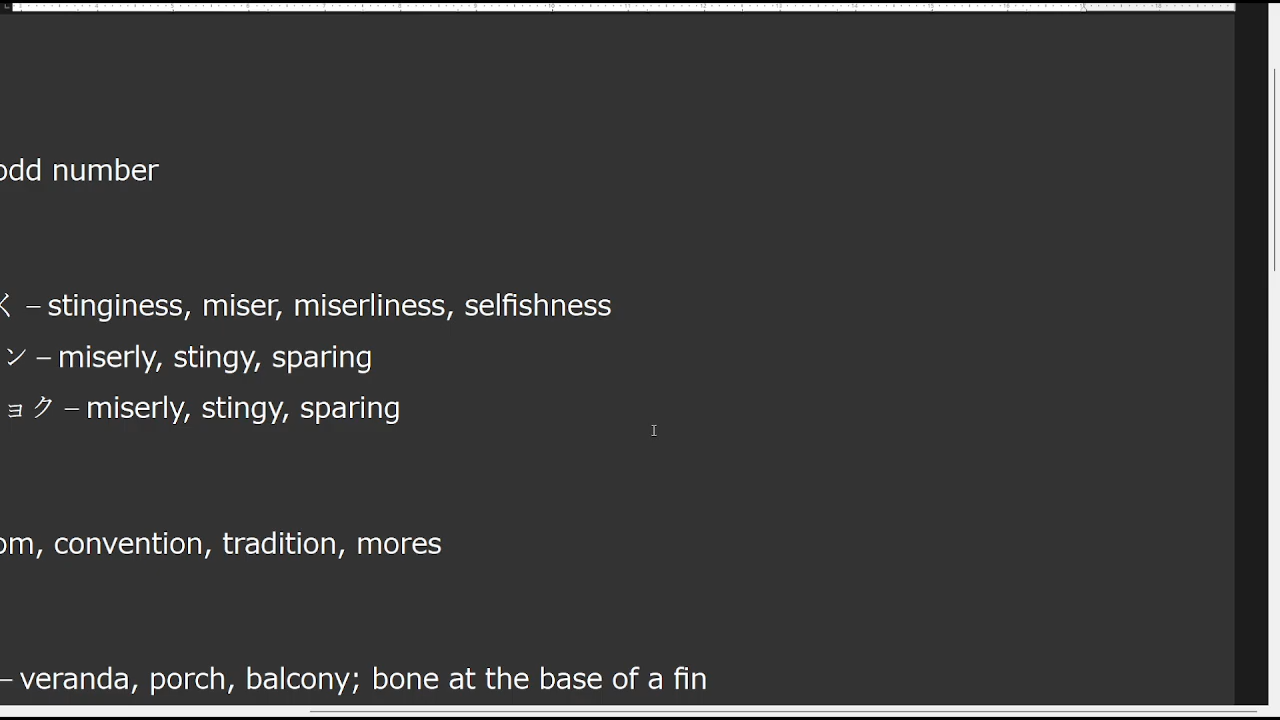 odd number
く – stinginess, miser, miserliness, selfishness
ン – miserly, stingy, sparing
ョク – miserly, stingy, sparing
om, convention, tradition, mores
– veranda, porch, balcony; bone at the base of a fin